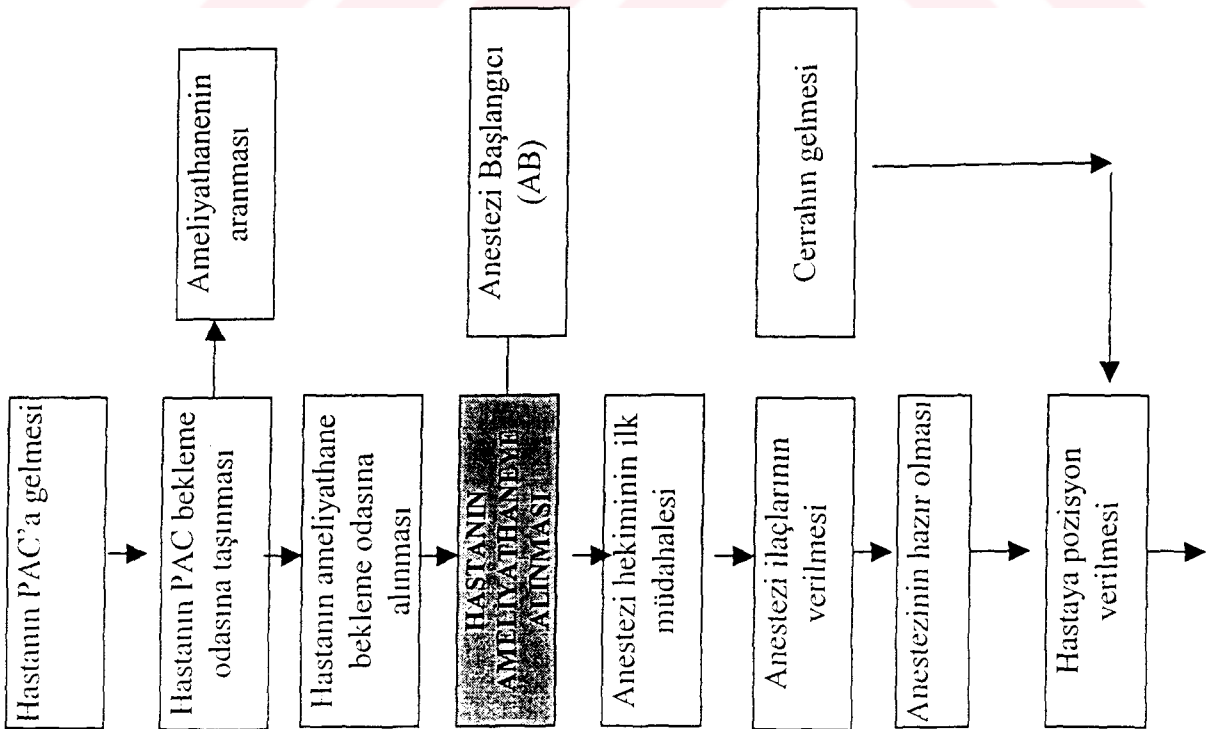 Hastanın PAC'a gelmesi
Hastanın PAC bekleme
odasına taşınması
Ameliyathanenin
aranması
Hastanın ameliyathane
bekleme odasına
alınması
HASTANIN
AMELİYATHANEYE
ALINMASI
Anestezi Başlangıcı
(AB)
Anestezi hekiminin ilk
müdahalesi
Anestezi ilaçlarının
verilmesi
Cerrahın gelmesi
Anestezinin hazır olması
Hastaya pozisyon
verilmesi